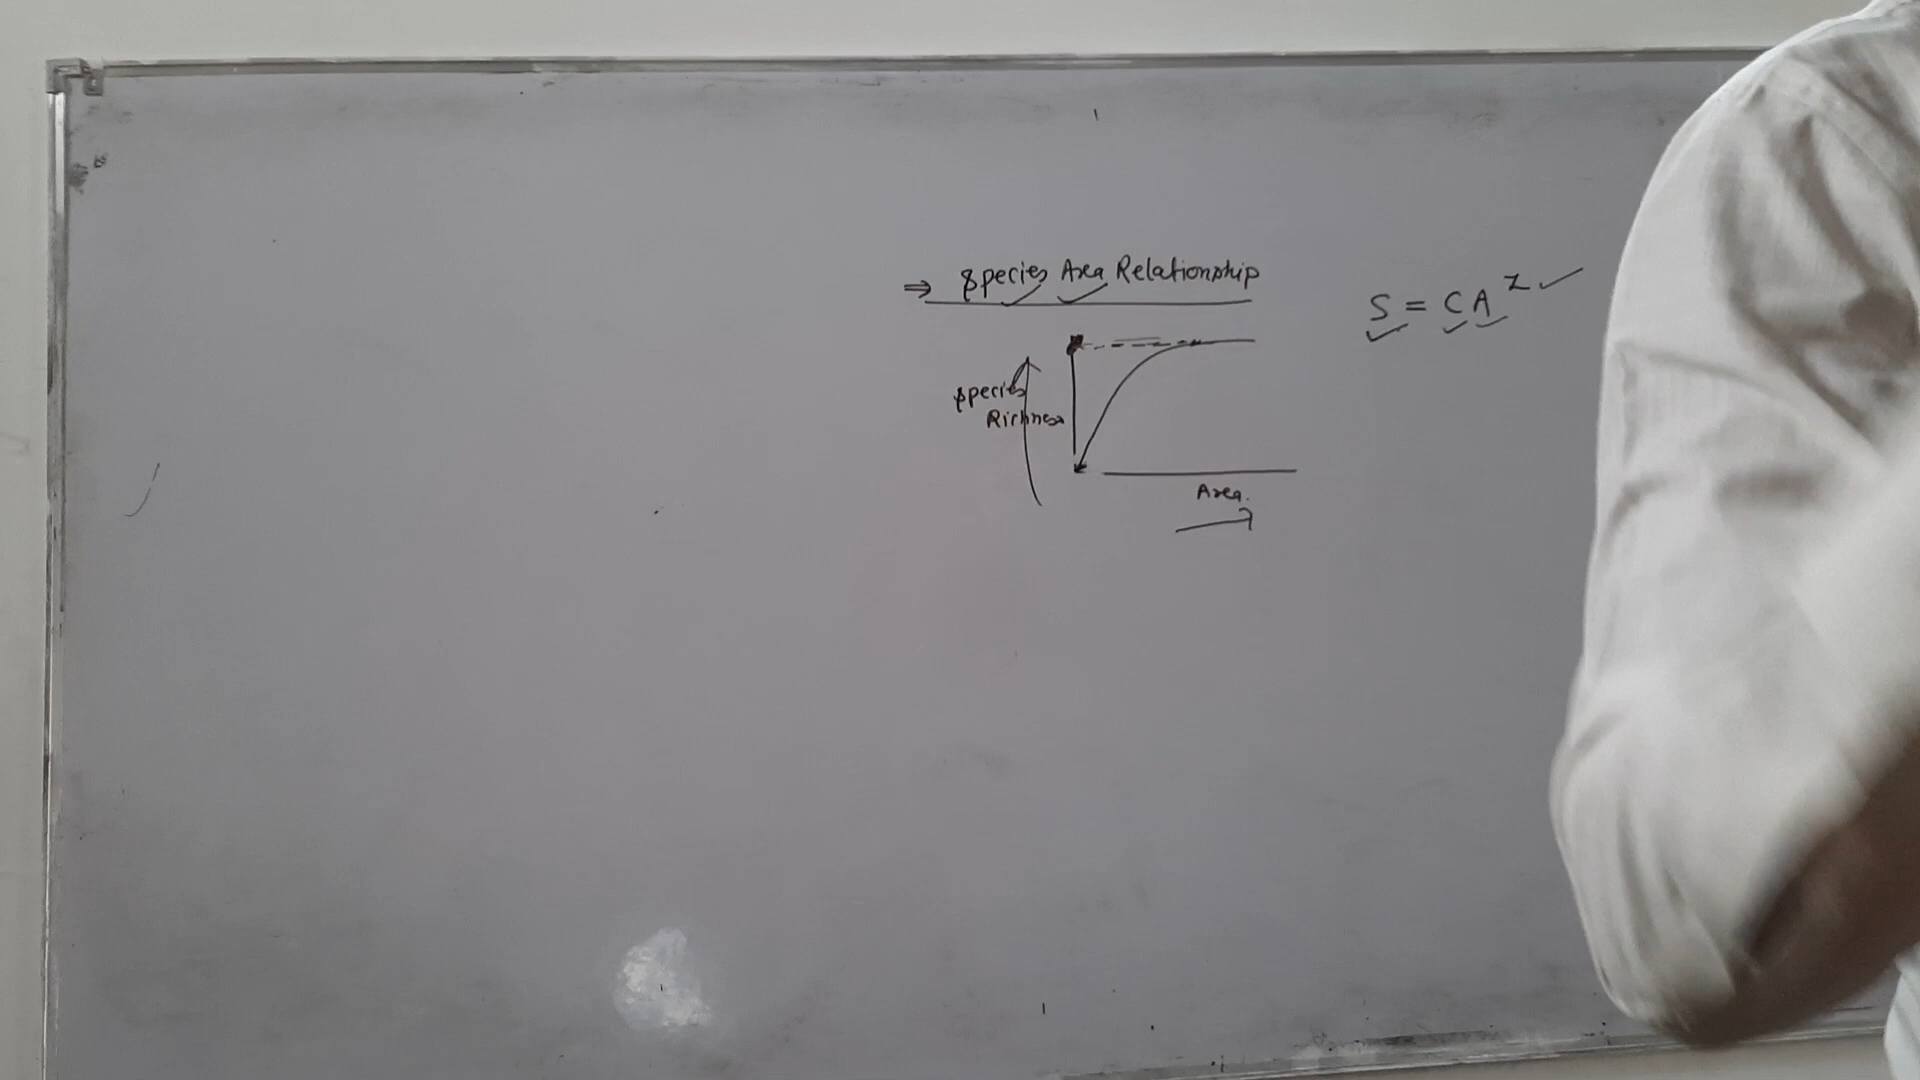 ⇒ Species Area Relationship
S = CA^z
Species
Richness
Area.